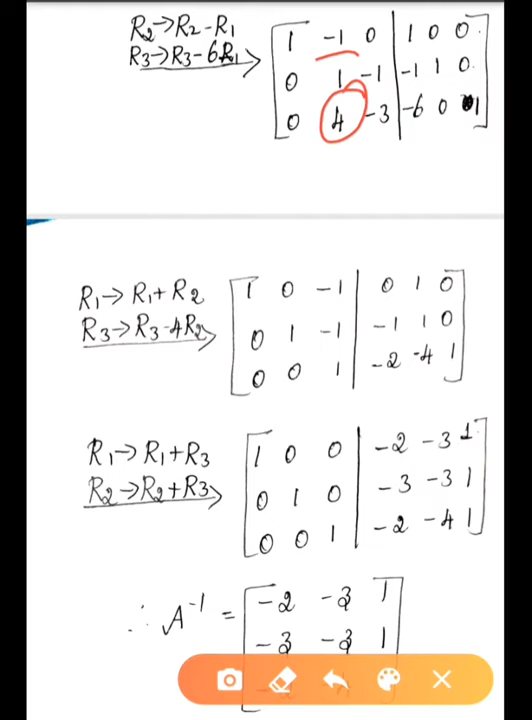 R₂→R₂-R₁
R₃→R₃-6R₁
1 -1 0 | 1 0 0
0 1 -1 | -1 1 0
0 4 -3 | -6 0 1
R₁→R₁+R₂
R₃→R₃-4R₂
1 0 -1 | 0 1 0
0 1 -1 | -1 1 0
0 0 1 | -2 -4 1
R₁→R₁+R₃
R₂→R₂+R₃
1 0 0 | -2 -3 1
0 1 0 | -3 -3 1
0 0 1 | -2 -4 1
∴ A⁻¹ =
-2 -3 1
-3 -3 1